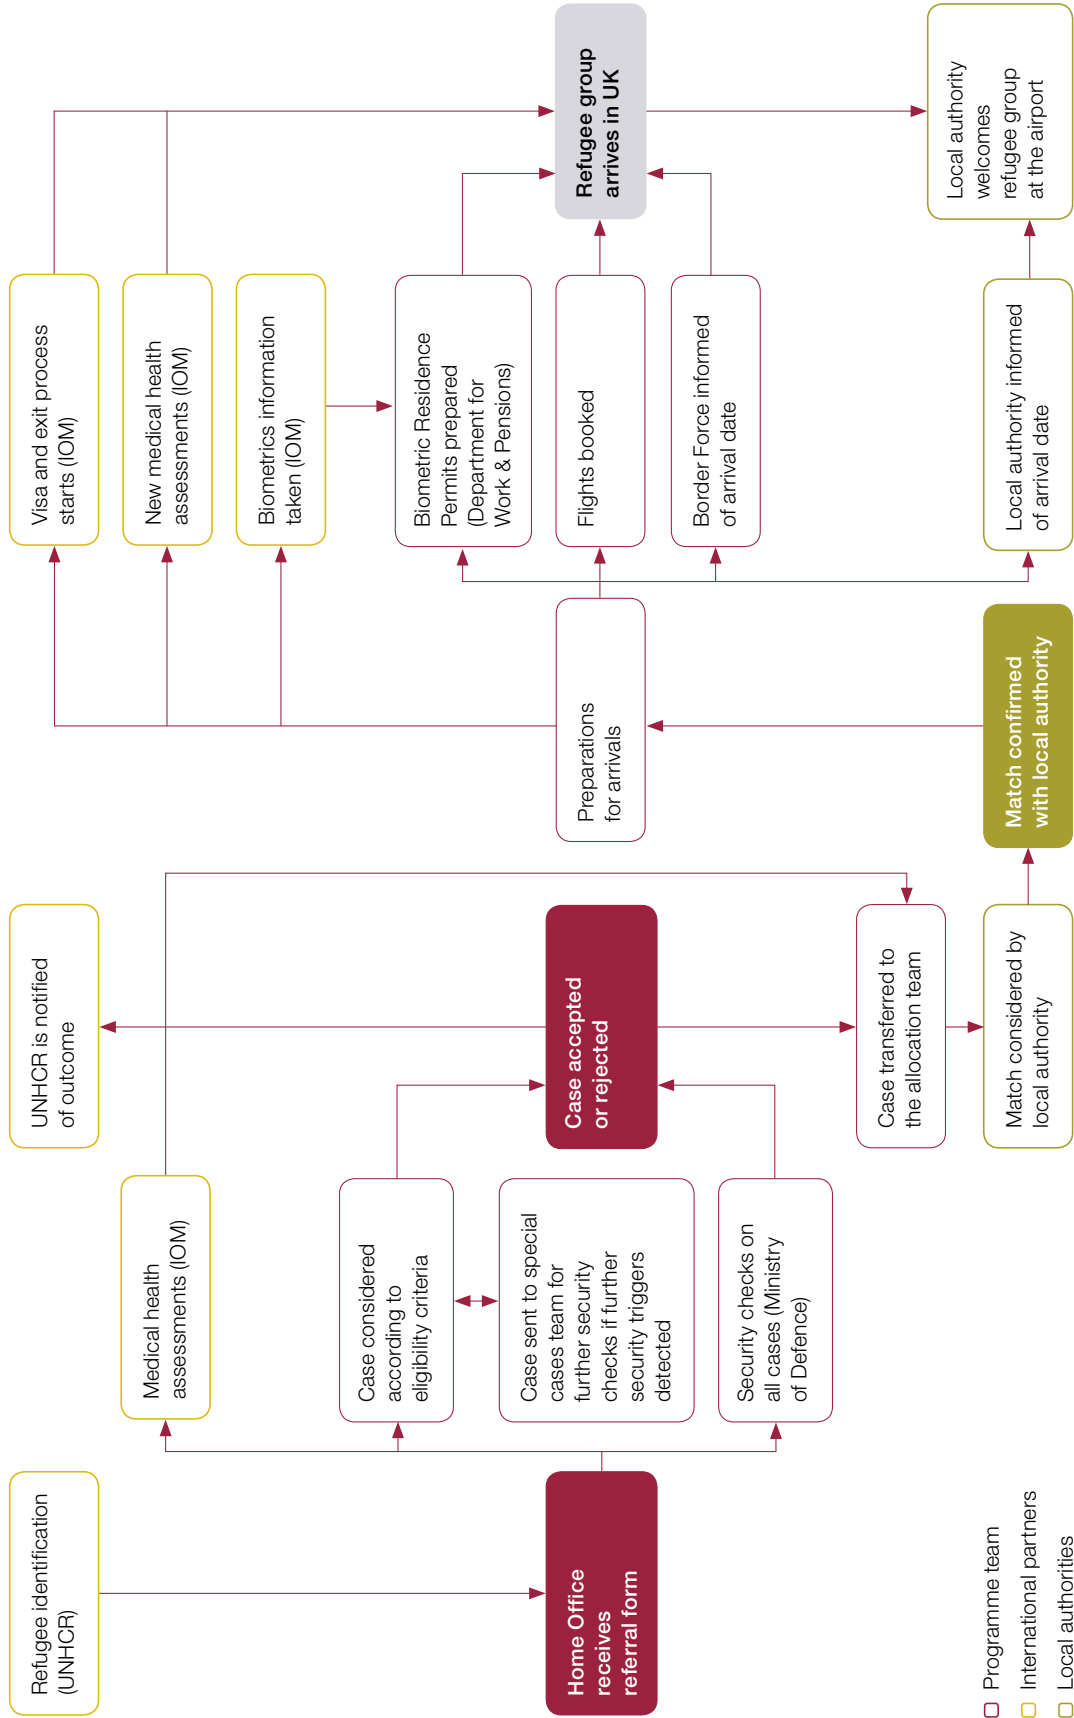 Refugee identification
(UNHCR)
Home Office
receives
referral form
Medical health
assessments (IOM)
Case considered
according to
eligibility criteria
Case sent to special
cases team for
further security
checks if further
security triggers
detected
Security checks on
all cases (Ministry
of Defence)
UNHCR is notified
of outcome
Case accepted
or rejected
Case transferred to
the allocation team
Match considered by
local authority
Match confirmed
with local authority
Preparations
for arrivals
Visa and exit process
starts (IOM)
New medical health
assessments (IOM)
Biometrics information
taken (IOM)
Biometric Residence
Permits prepared
(Department for
Work & Pensions)
Flights booked
Border Force informed
of arrival date
Local authority informed
of arrival date
Refugee group
arrives in UK
Local authority
welcomes
refugee group
at the airport
Programme team
International partners
Local authorities